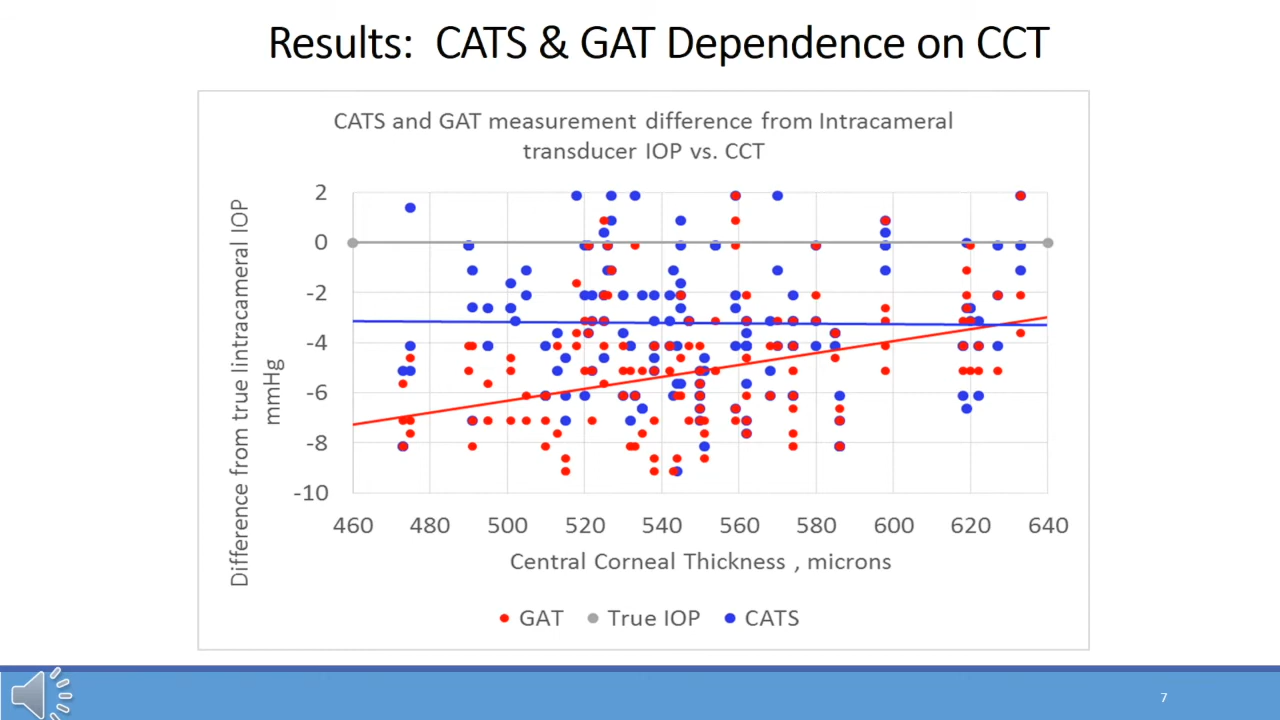 Results: CATS & GAT Dependence on CCT
CATS and GAT measurement difference from Intracameral
transducer IOP vs. CCT
Difference from true Iintracameral IOP
mmHg
2
0
-2
-4
-6
-8
-10
460 480 500 520 540 560 580 600 620 640
Central Corneal Thickness , microns
GAT True IOP CATS
7